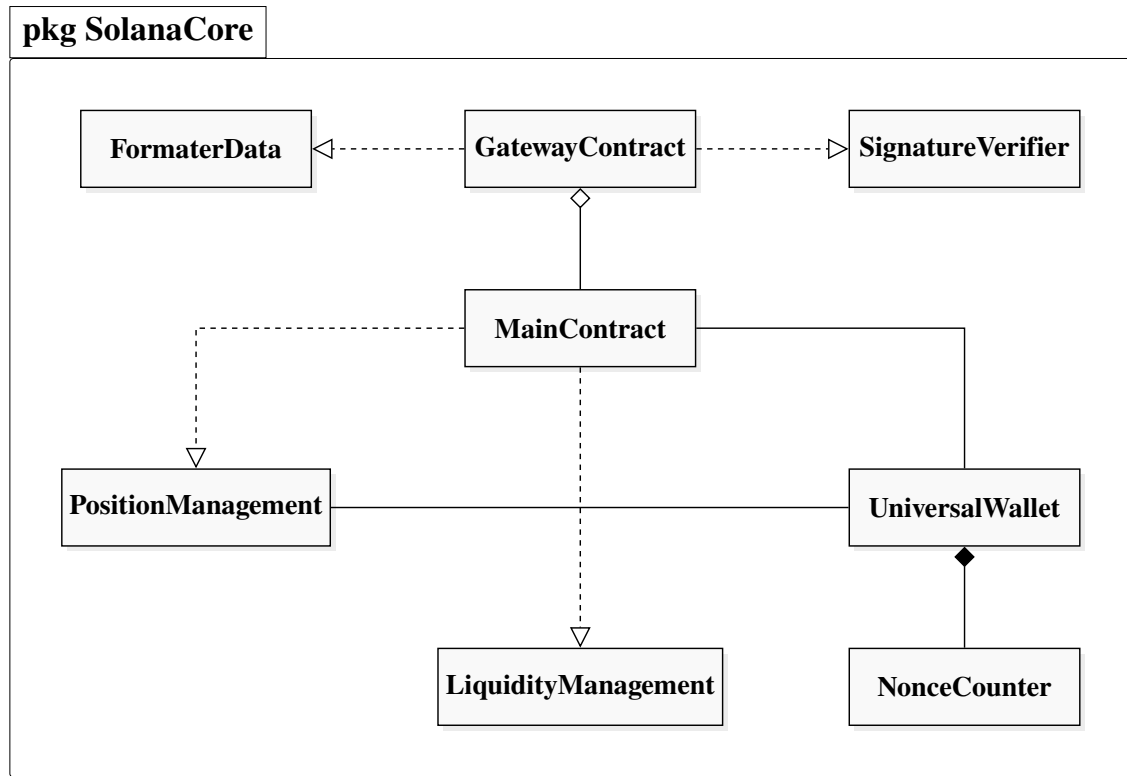 pkg SolanaCore
FormaterData
GatewayContract
SignatureVerifier
MainContract
PositionManagement
UniversalWallet
LiquidityManagement
NonceCounter